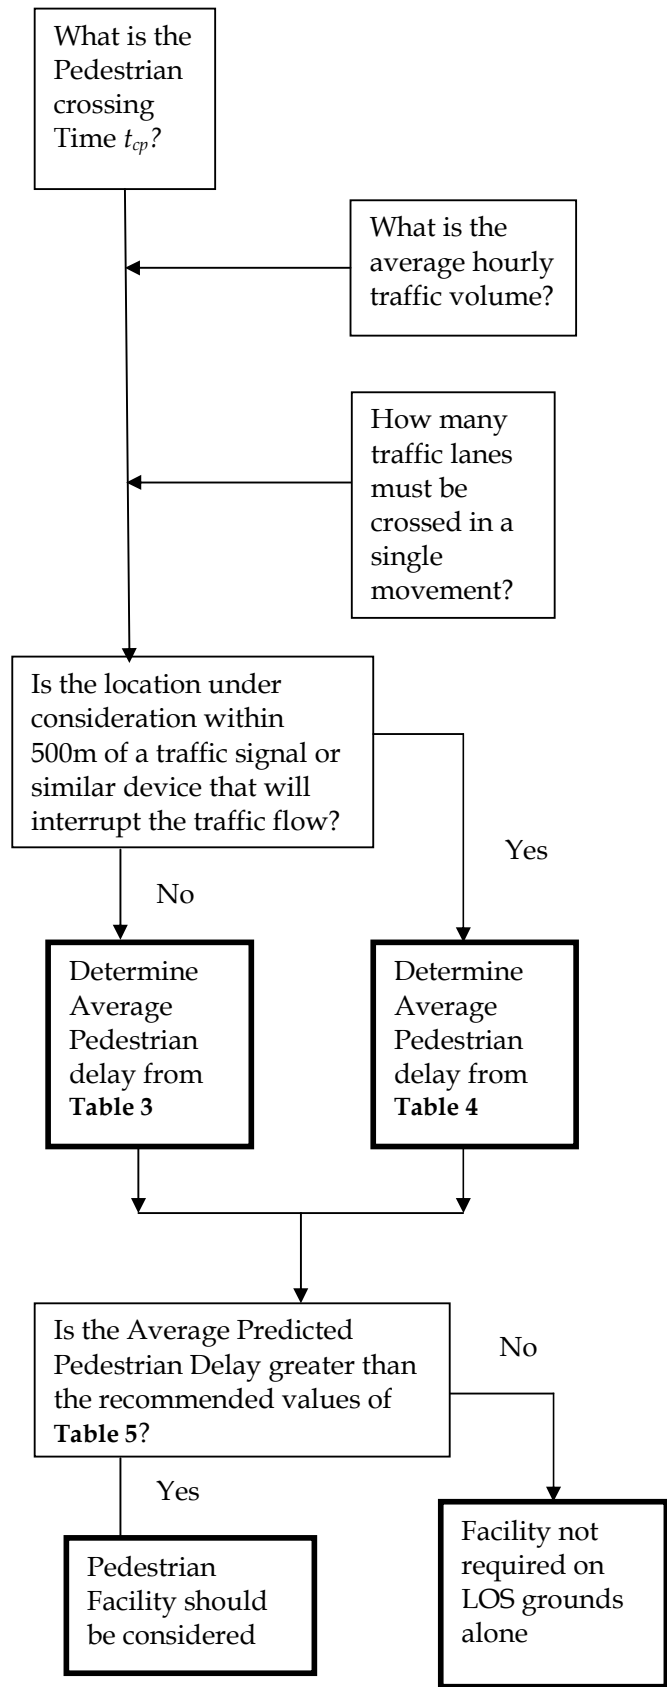 What is the
Pedestrian
crossing
Time tcp?
What is the
average hourly
traffic volume?
How many
traffic lanes
must be
crossed in a
single
movement?
Is the location under
consideration within
500m of a traffic signal or
similar device that will
interrupt the traffic flow?
Yes
No
Determine
Average
Pedestrian
delay from
Table 3
Determine
Average
Pedestrian
delay from
Table 4
Is the Average Predicted
Pedestrian Delay greater than
the recommended values of
Table 5?
No
Yes
Pedestrian
Facility should
be considered
Facility not
required on
LOS grounds
alone